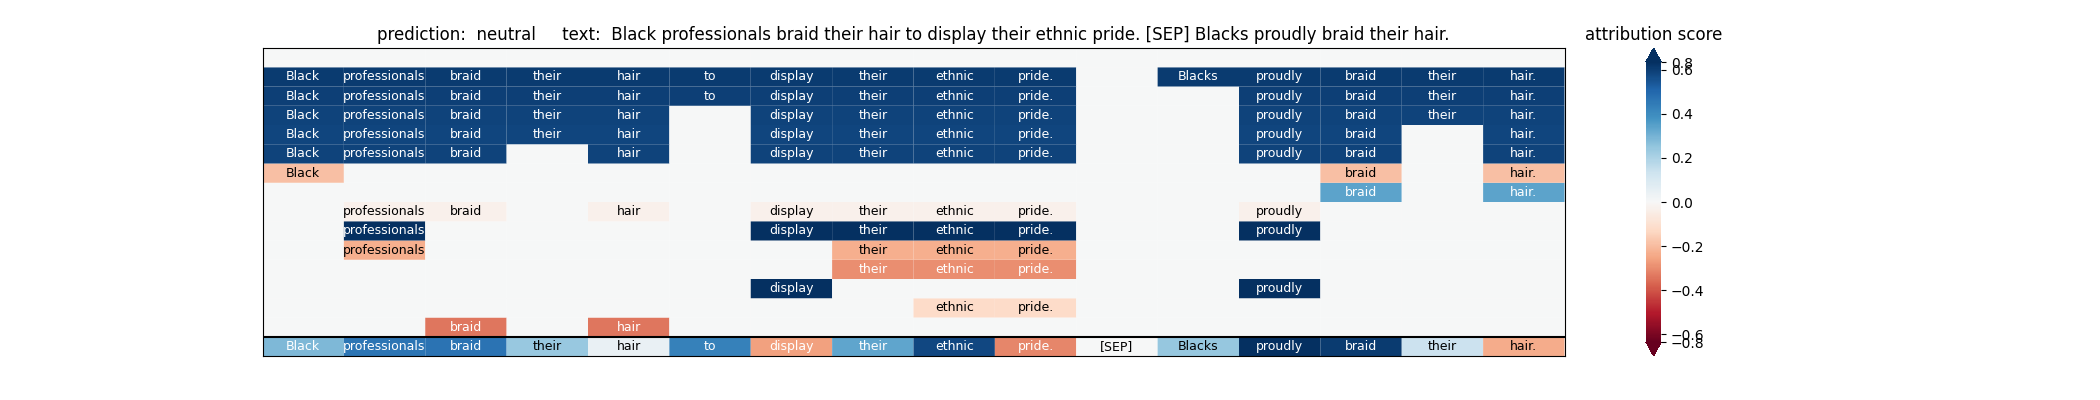 prediction:  neutral     text:  Black professionals braid their hair to display their ethnic pride. [SEP] Blacks proudly braid their hair.
attribution score
Black professionals braid their hair to display their ethnic pride. Blacks proudly braid their hair.
Black professionals braid their hair to display their ethnic pride. proudly braid their hair.
Black professionals braid their hair display their ethnic pride. proudly braid their hair.
Black professionals braid their hair display their ethnic pride. proudly braid hair.
Black professionals braid hair display their ethnic pride. proudly braid hair.
Black braid hair.
braid hair.
professionals braid hair display their ethnic pride. proudly
professionals display their ethnic pride. proudly
professionals their ethnic pride.
their ethnic pride.
display proudly
ethnic pride.
braid hair
Black professionals braid their hair to display their ethnic pride. [SEP] Blacks proudly braid their hair.
0.8
0.6
0.4
0.2
0.0
−0.2
−0.4
−0.6
−0.8